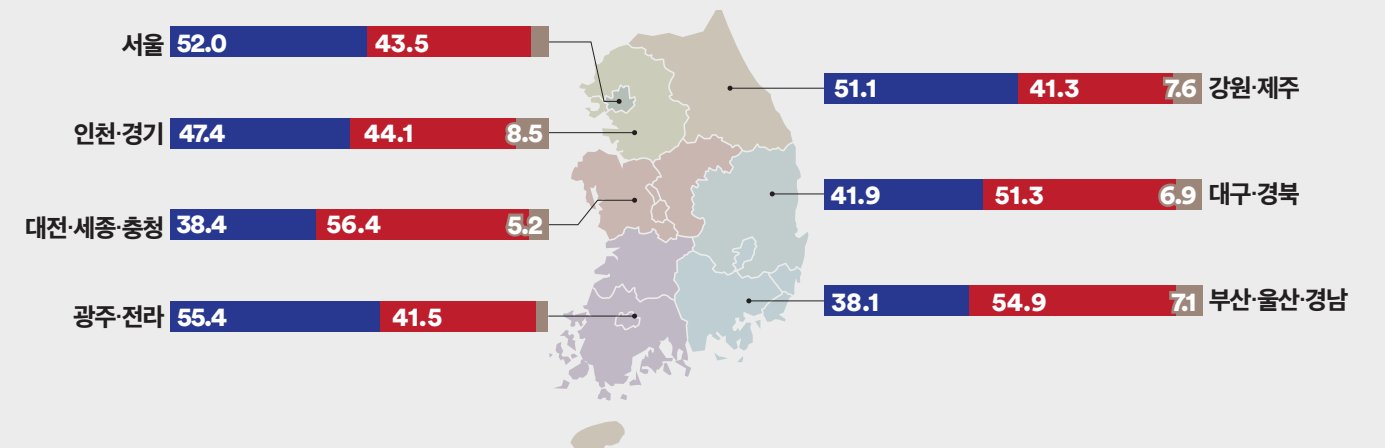 서울 52.0 43.5
인천·경기 47.4 44.1 8.5
대전·세종·충청 38.4 56.4 5.2
광주·전라 55.4 41.5
51.1 41.3 7.6 강원·제주
41.9 51.3 6.9 대구·경북
38.1 54.9 7.1 부산·울산·경남